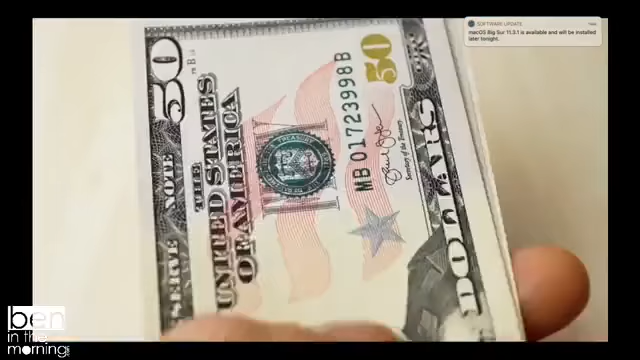 SOFTWARE UPDATE
macOS Big Sur 11.3.1 is available and will be installed
later tonight.
50
SERVE NOTE
THE
UNITED STATES
OF AMERICA
MB 01723998 B
50
Secretary of the Treasury
DOLLARS
ben
in the
morning